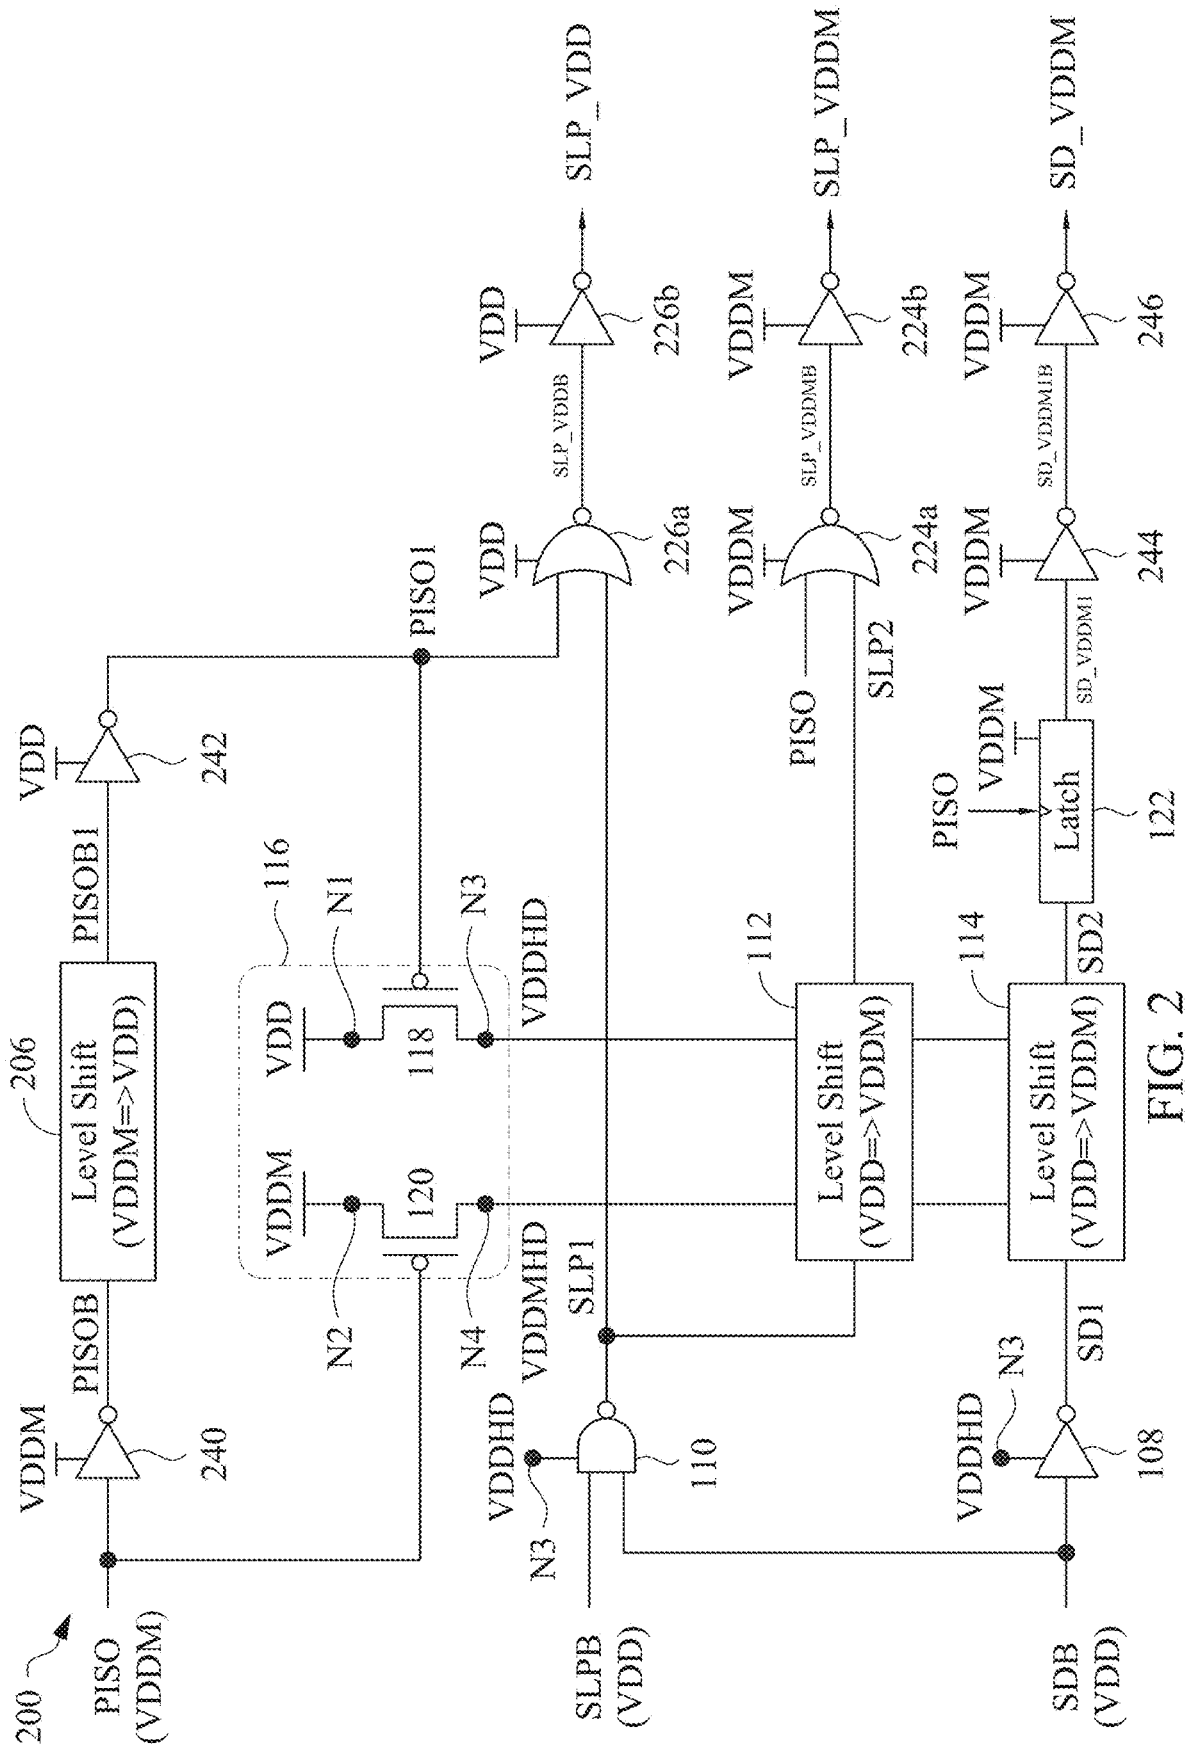 200
PISO
(VDDM)
VDDM
240
PISOB
206
Level Shift
(VDDM=>VDD)
PISOB1
VDD
242
PISO1
116
VDDM
N2
120
N4
VDDMHD
VDD
N1
118
N3
VDDHD
SLPB
(VDD)
VDDHD
N3
110
SLP1
VDD
226a
SLP_VDDB
VDD
226b
SLP_VDD
112
Level Shift
(VDD=>VDDM)
SLP2
PISO
VDDM
224a
SLP_VDDMB
VDDM
224b
SLP_VDDM
SDB
(VDD)
VDDHD
N3
108
SD1
114
Level Shift
(VDD=>VDDM)
SD2
PISO
VDDM
Latch
122
SD_VDDM1
VDDM
244
SD_VDDM1B
VDDM
246
SD_VDDM
FIG. 2